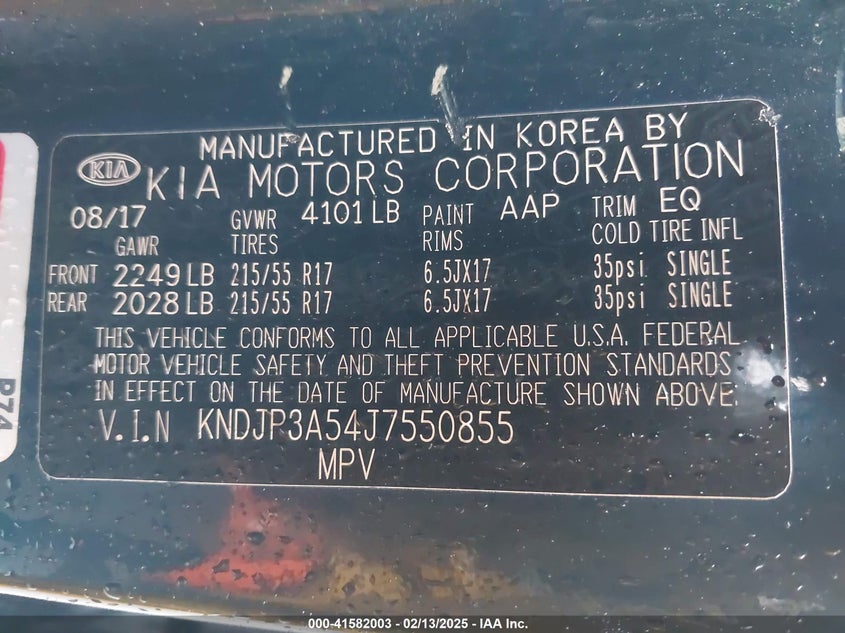 MANUFACTURED IN KOREA BY
KIA KIA MOTORS CORPORATION
08/17 GVWR 4101 LB PAINT AAP TRIM EQ
GAWR TIRES RIMS COLD TIRE INFL
FRONT 2249 LB 215/55 R17 6.5JX17 35psi SINGLE
REAR 2028 LB 215/55 R17 6.5JX17 35psi SINGLE
THIS VEHICLE CONFORMS TO ALL APPLICABLE U.S.A. FEDERAL
MOTOR VEHICLE SAFETY AND THEFT PREVENTION STANDARDS
IN EFFECT ON THE DATE OF MANUFACTURE SHOWN ABOVE.
V.I.N KNDJP3A54J7550855
MPV
R74
000-41582003 - 02/13/2025 - IAA Inc.